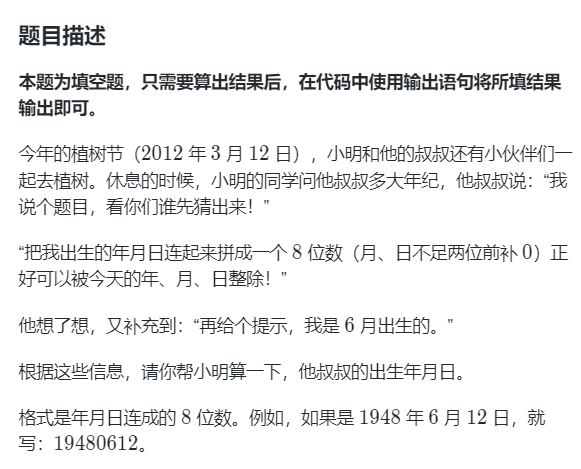 题目描述
本题为填空题，只需要算出结果后，在代码中使用输出语句将所填结果
输出即可。
今年的植树节（2012 年 3 月 12 日），小明和他的叔叔还有小伙伴们一
起去植树。休息的时候，小明的同学问他叔叔多大年纪，他叔叔说：“我
说个题目，看你们谁先猜出来！”
“把我出生的年月日连起来拼成一个 8 位数（月、日不足两位前补 0）正
好可以被今天的年、月、日整除！”
他想了想，又补充到：“再给个提示，我是 6 月出生的。”
根据这些信息，请你帮小明算一下，他叔叔的出生年月日。
格式是年月日连成的 8 位数。例如，如果是 1948 年 6 月 12 日，就
写：19480612。